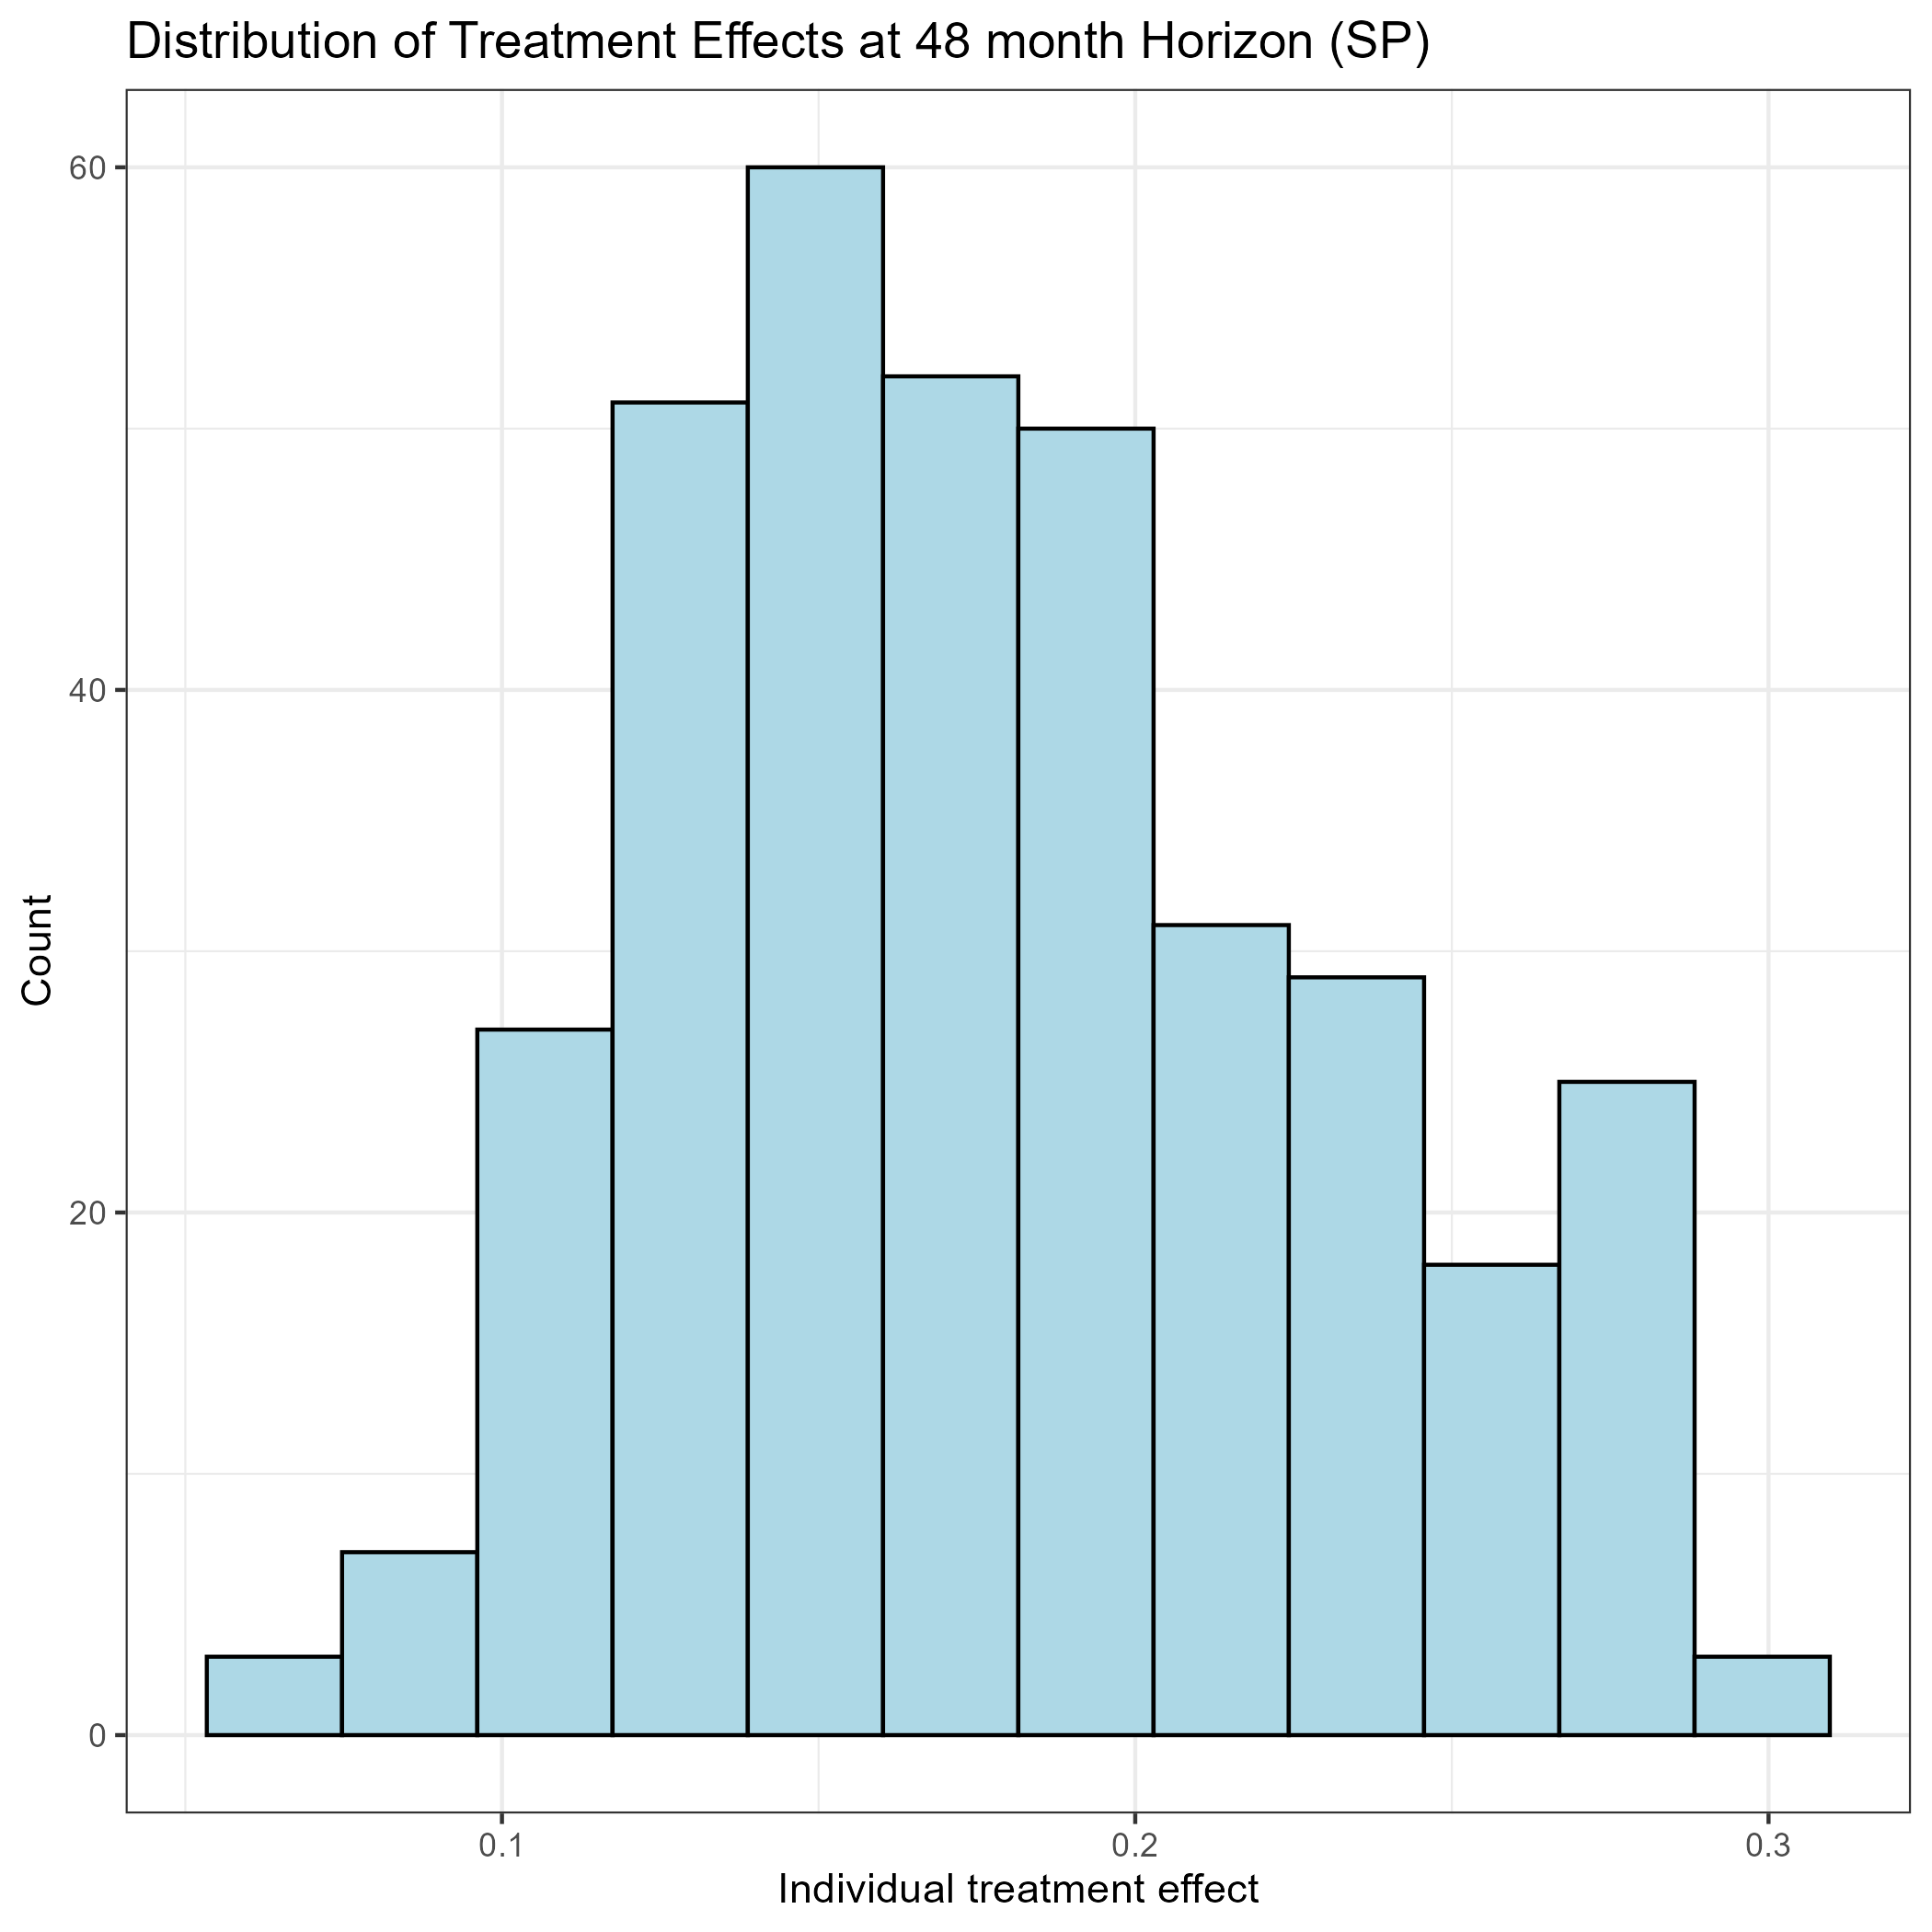 Distribution of Treatment Effects at 48 month Horizon (SP)
60
40
20
0
Count
0.1 0.2 0.3
Individual treatment effect